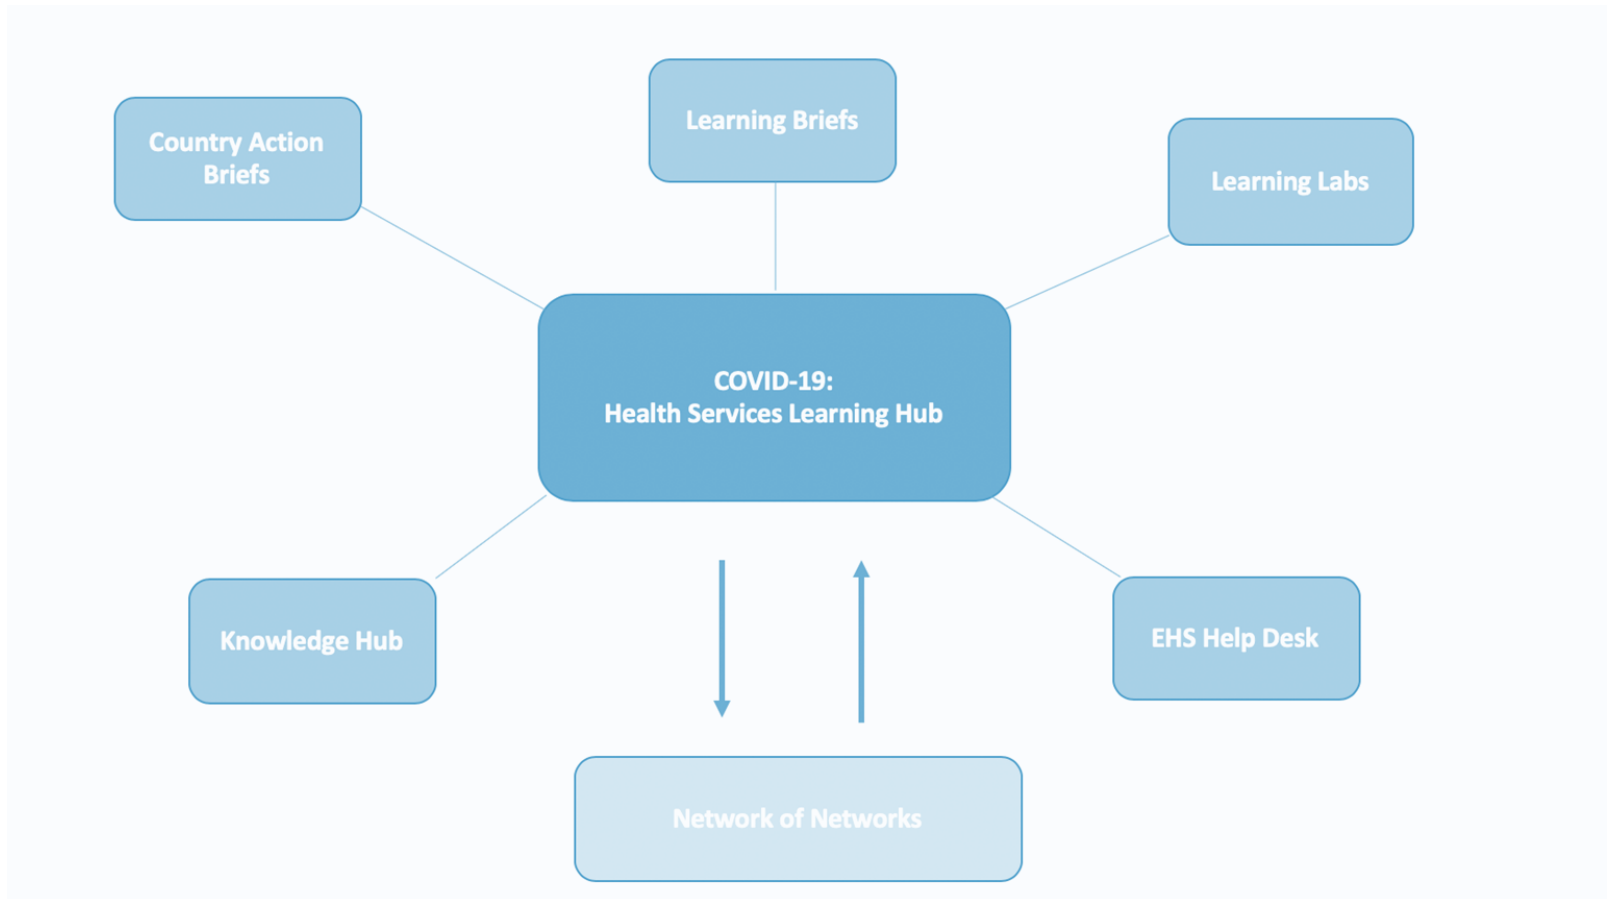 Learning Briefs
Country Action
Briefs
Learning Labs
COVID-19:
Health Services Learning Hub
Knowledge Hub
EHS Help Desk
Network of Networks